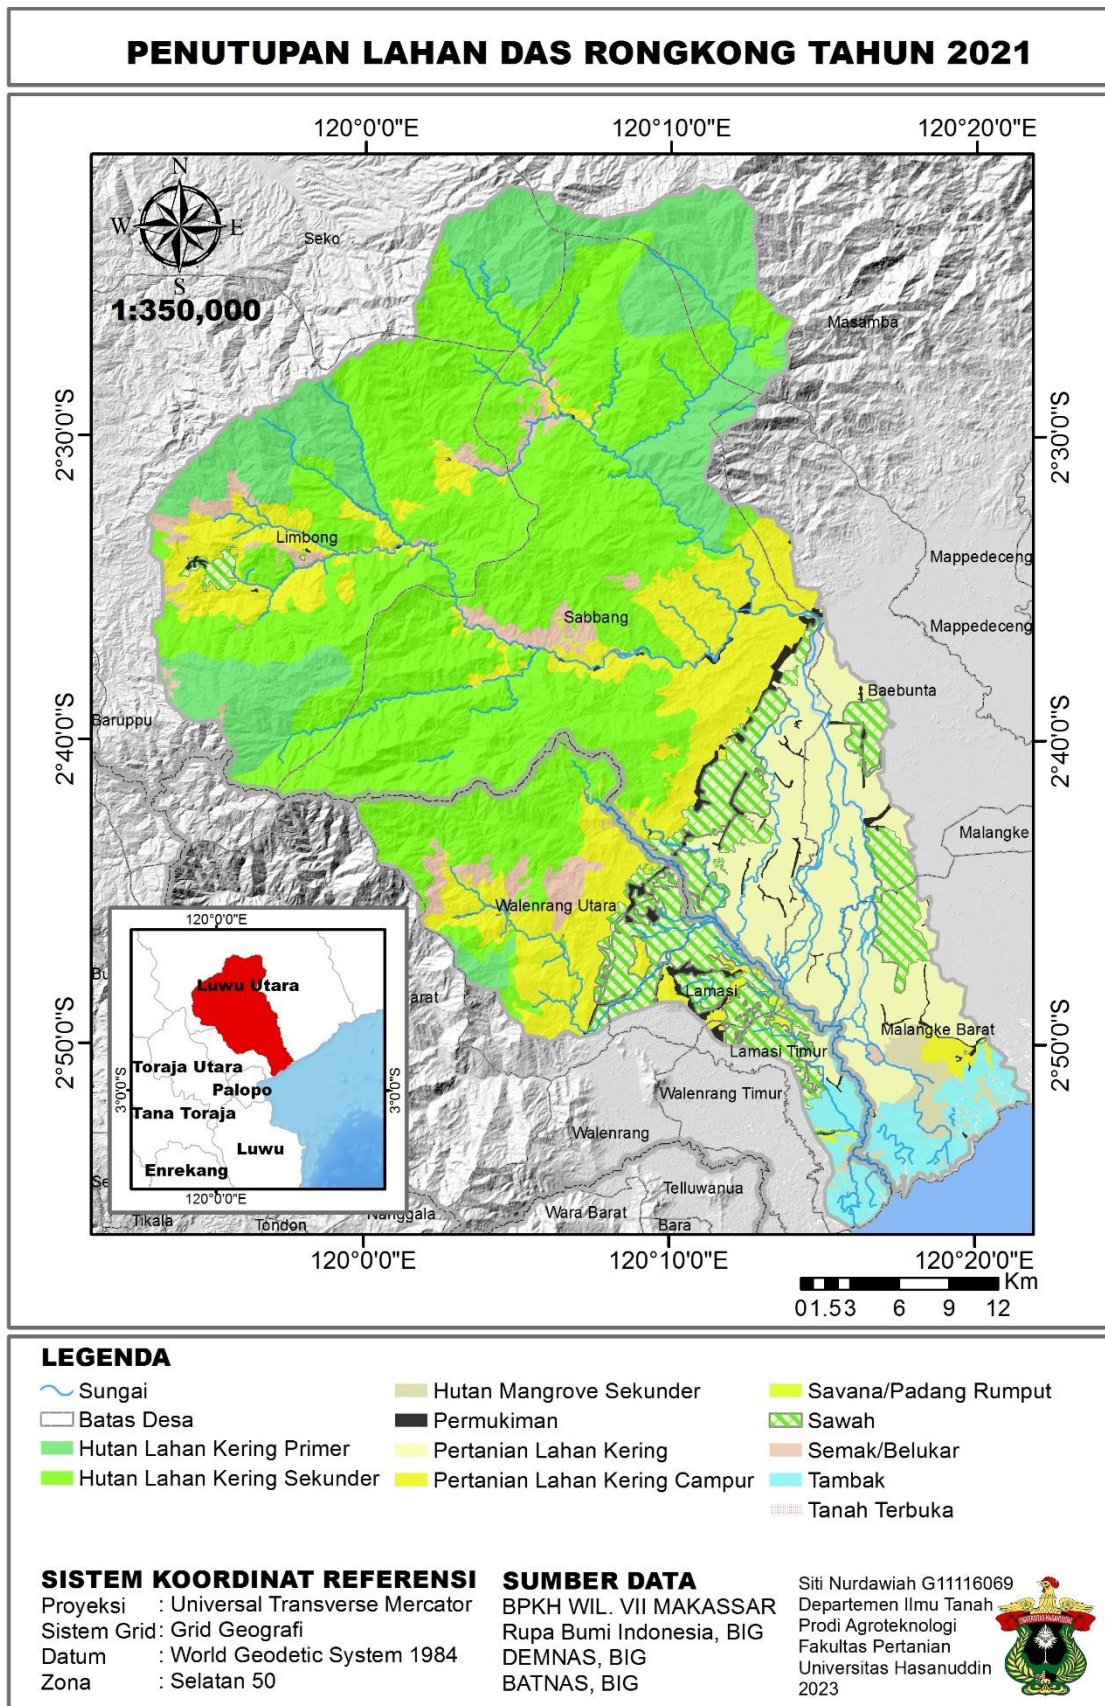 PENUTUPAN LAHAN DAS RONGKONG TAHUN 2021
120°0'0"E
120°10'0"E
120°20'0"E
N
W
E
S
1:350,000
Seko
Masamba
2°30'0"S
2°30'0"S
Limbong
Mappedeceng
Sabbang
Mappedeceng
Baebunta
Baruppu
2°40'0"S
2°40'0"S
Malangke
Walenrang Utara
Lamasi
Malangke Barat
Lamasi Timur
2°50'0"S
2°50'0"S
Walenrang Timur
Walenrang
Telluwanua
Wara Barat
Bara
Tikala
Tondon
Nanggala
arat
120°0'0"E
Luwu Utara
Toraja Utara
Palopo
3°0'0"S
3°0'0"S
Tana Toraja
Luwu
Enrekang
120°0'0"E
120°0'0"E
120°10'0"E
120°20'0"E
Km
0 1.5 3 6 9 12
LEGENDA
Sungai
Batas Desa
Hutan Lahan Kering Primer
Hutan Lahan Kering Sekunder
Hutan Mangrove Sekunder
Permukiman
Pertanian Lahan Kering
Pertanian Lahan Kering Campur
Savana/Padang Rumput
Sawah
Semak/Belukar
Tambak
Tanah Terbuka
SISTEM KOORDINAT REFERENSI
Proyeksi : Universal Transverse Mercator
Sistem Grid : Grid Geografi
Datum : World Geodetic System 1984
Zona : Selatan 50
SUMBER DATA
BPKH WIL. VII MAKASSAR
Rupa Bumi Indonesia, BIG
DEMNAS, BIG
BATNAS, BIG
Siti Nurdawiah G11116069
Departemen Ilmu Tanah
Prodi Agroteknologi
Fakultas Pertanian
Universitas Hasanuddin
2023
UNIVERSITAS HASANUDDIN